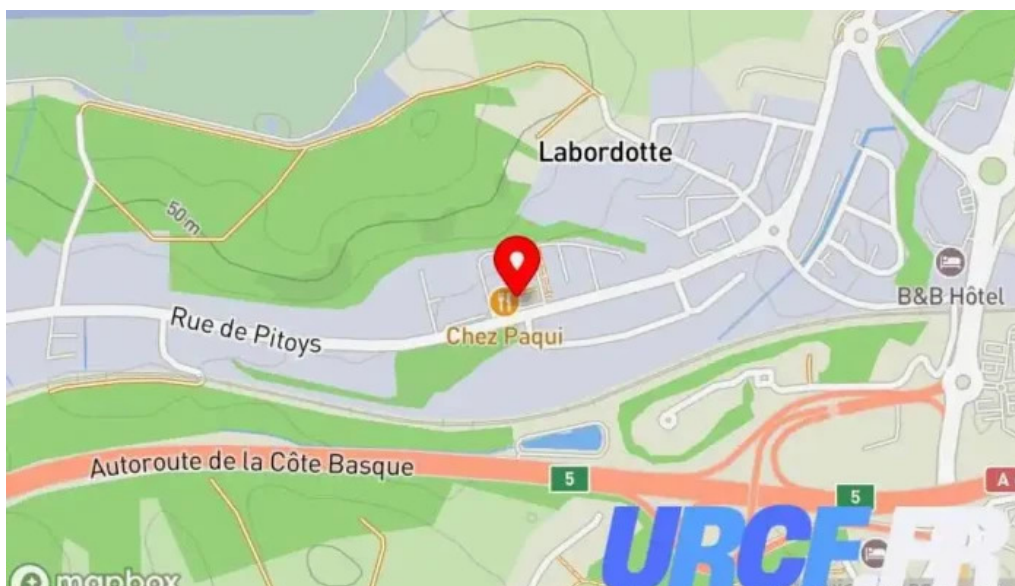 Labordotte
50 m
B&B Hôtel
Rue de Pitoys
Chez Paqui
Autoroute de la Côte Basque
5
5
A
URCF.FR
mapbox